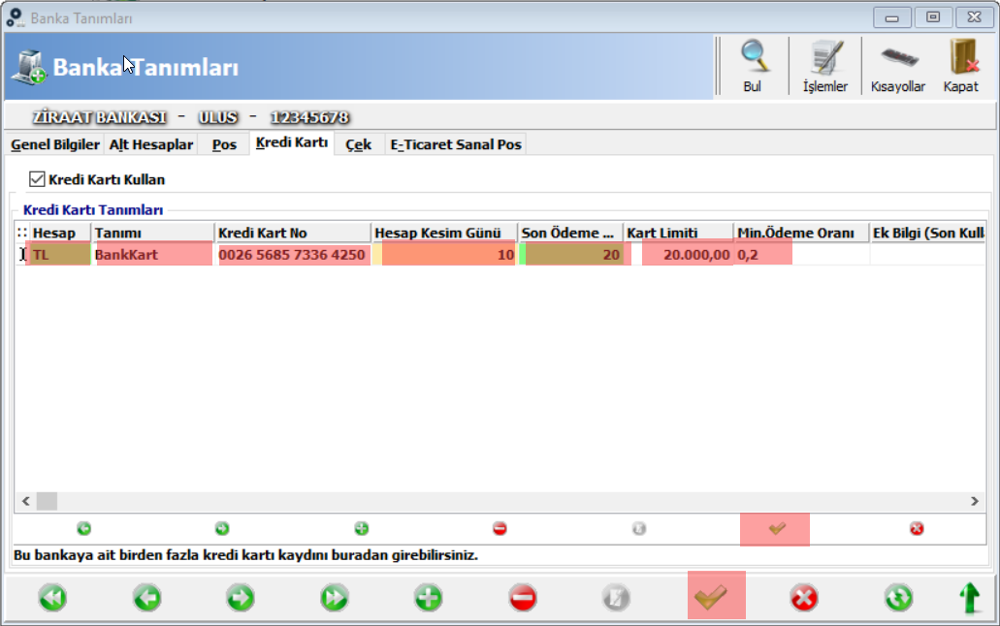 Banka Tanımları
Banka Tanımları
Bul İşlemler Kısayollar Kapat
ZİRAAT BANKASI - ULUS - 12345678
Genel Bilgiler Alt Hesaplar Pos Kredi Kartı Çek E-Ticaret Sanal Pos
Kredi Kartı Kullan
Kredi Kartı Tanımları
Hesap Tanımı Kredi Kart No Hesap Kesim Günü Son Ödeme ... Kart Limiti Min.Ödeme Oranı Ek Bilgi (Son Kull
TL BankKart 0026 5685 7336 4250 10 20 20.000,00 0,2
Bu bankaya ait birden fazla kredi kartı kaydını buradan girebilirsiniz.